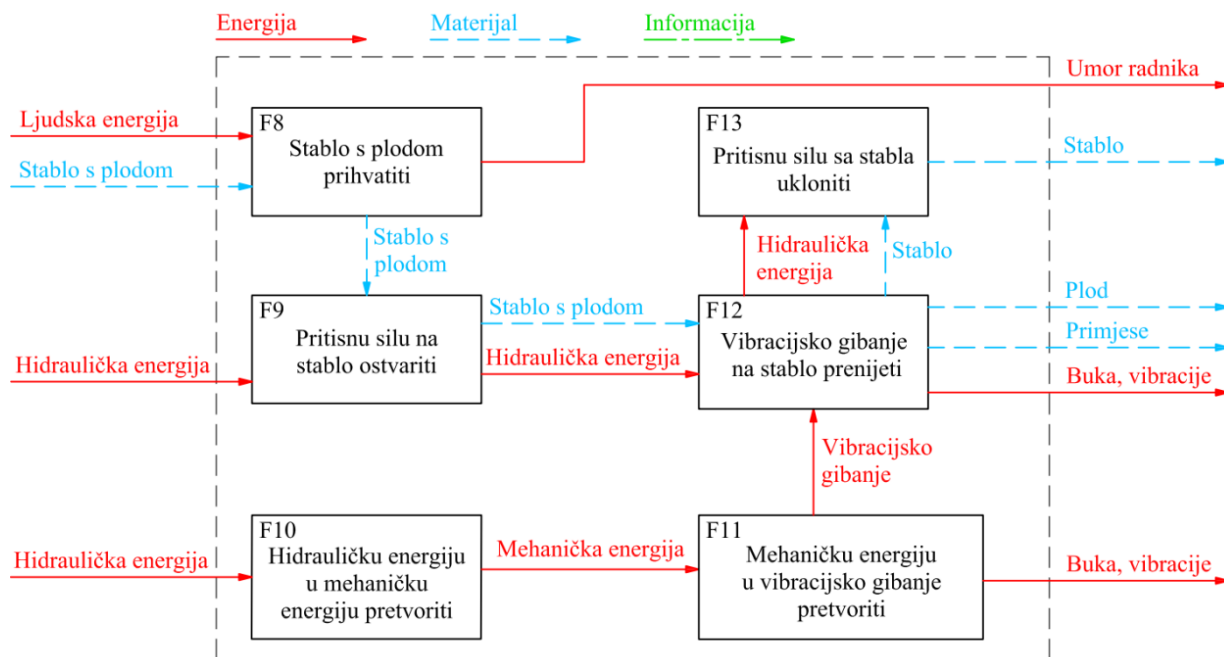 Energija
Materijal
Informacija
Umor radnika
Ljudska energija
F8
Stablo s plodom
prihvatiti
F13
Pritisnu silu sa stabla
ukloniti
Stablo
Stablo s plodom
Stablo s
plodom
Hidraulička
energija
Stablo
F9
Pritisnu silu na
stablo ostvariti
Stablo s plodom
F12
Vibracijsko gibanje
na stablo prenijeti
Plod
Primjese
Hidraulička energija
Hidraulička energija
Buka, vibracije
Vibracijsko
gibanje
F10
Hidrauličku energiju
u mehaničku
energiju pretvoriti
Mehanička energija
F11
Mehaničku energiju
u vibracijsko gibanje
pretvoriti
Hidraulička energija
Buka, vibracije